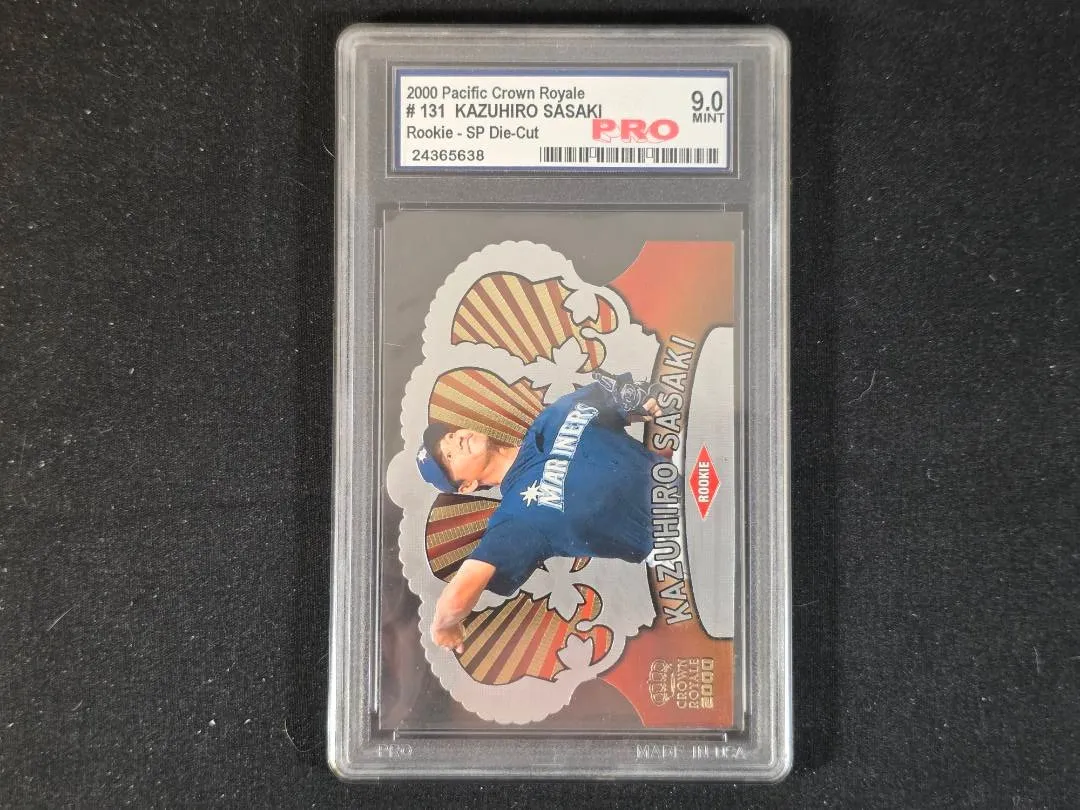 2000 Pacific Crown Royale
# 131 KAZUHIRO SASAKI
Rookie - SP Die-Cut
24365638
PRO
9.0
MINT
MARINERS
KAZUHIRO SASAKI
ROOKIE
CROWN
ROYALE
2000
PRO
MADE IN USA